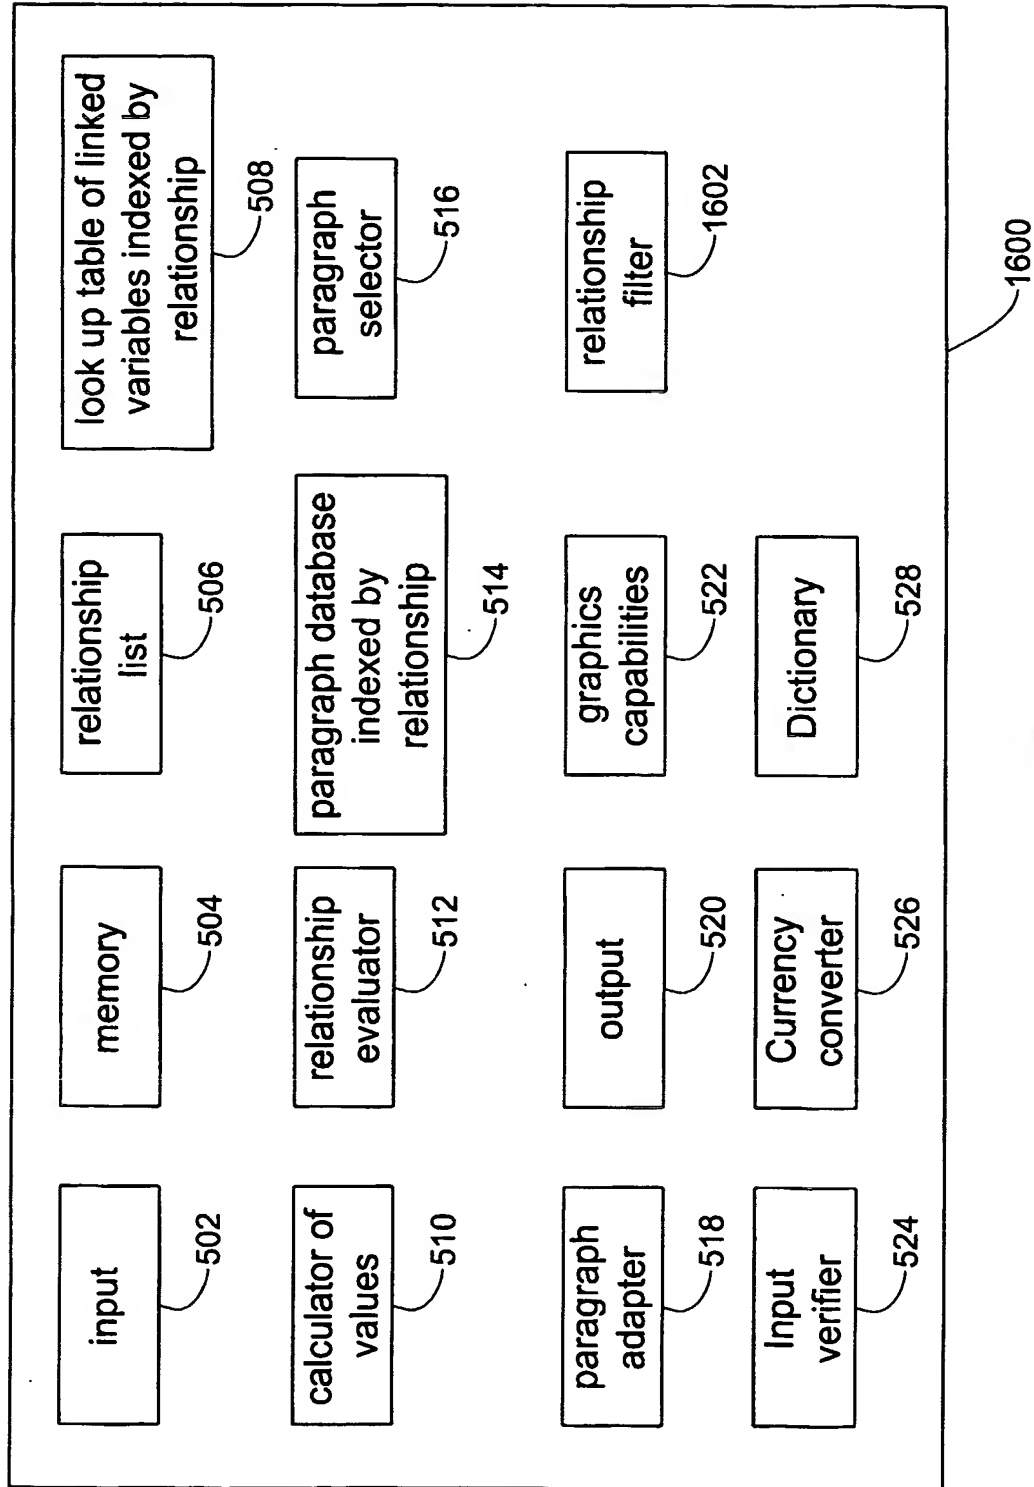 input
502
memory
504
relationship
list
506
look up table of linked
variables indexed by
relationship
508
calculator of
values
510
relationship
evaluator
512
paragraph database
indexed by
relationship
514
paragraph
selector
516
paragraph
adapter
518
output
520
graphics
capabilities
522
relationship
filter
1602
Input
verifier
524
Currency
converter
526
Dictionary
528
1600